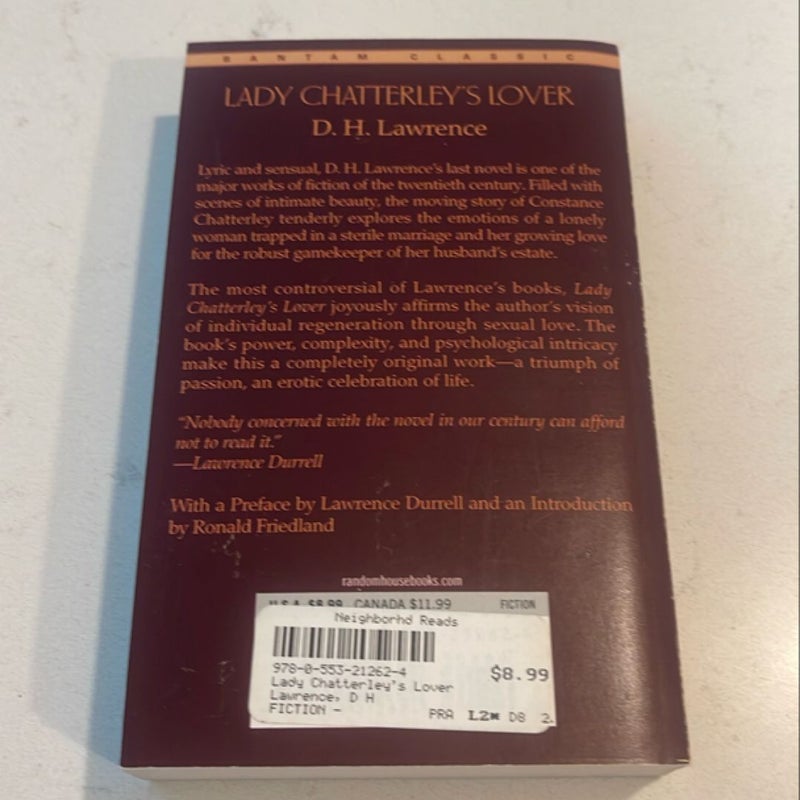 BANTAM CLASSIC
LADY CHATTERLEY'S LOVER
D. H. Lawrence
Lyric and sensual, D. H. Lawrence's last novel is one of the
major works of fiction of the twentieth century. Filled with
scenes of intimate beauty, the moving story of Constance
Chatterley tenderly explores the emotions of a lonely
woman trapped in a sterile marriage and her growing love
for the robust gamekeeper of her husband's estate.
The most controversial of Lawrence's books, Lady
Chatterley's Lover joyously affirms the author's vision
of individual regeneration through sexual love. The
book's power, complexity, and psychological intricacy
make this a completely original work—a triumph of
passion, an erotic celebration of life.
"Nobody concerned with the novel in our century can afford
not to read it."
—Lawrence Durrell
With a Preface by Lawrence Durrell and an Introduction
by Ronald Friedland
randomhousebooks.com
U.S.A. $8.99 CANADA $11.99 FICTION
Neighborhd Reads
978-0-553-21262-4 $8.99
Lady Chatterley's Lover
Lawrence, D H
FICTION - PRA L2* D8 2